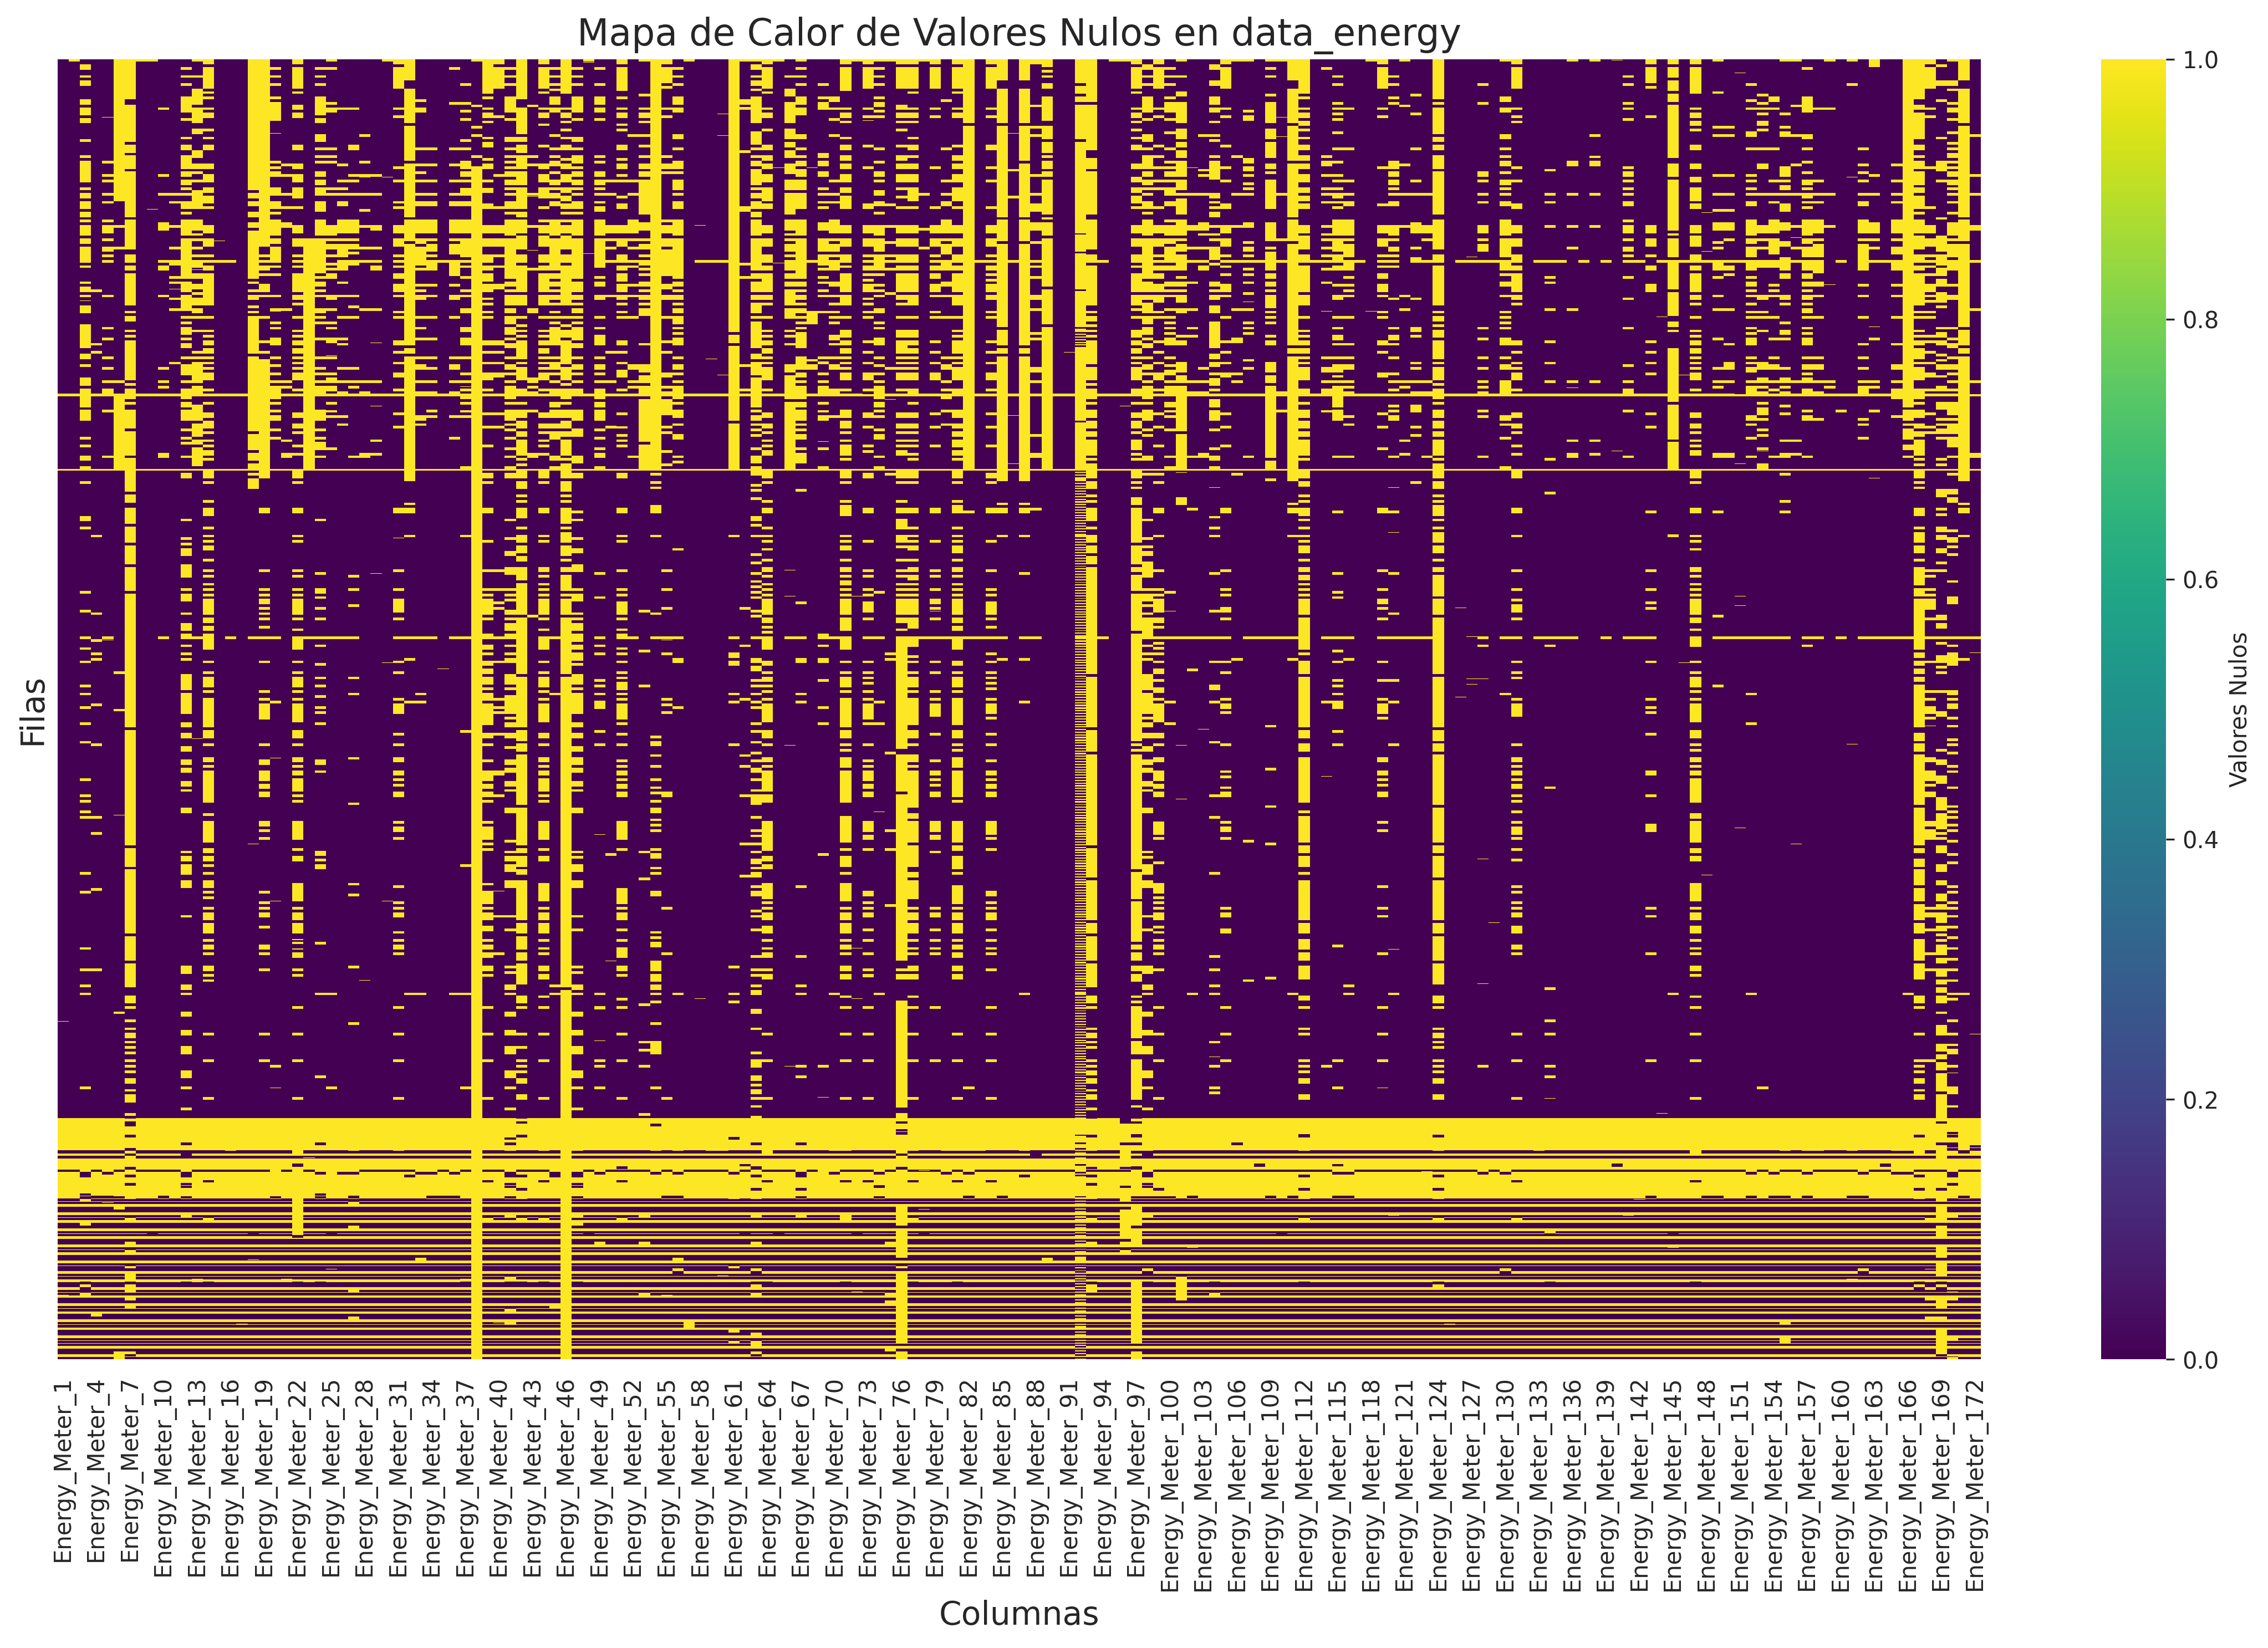 Mapa de Calor de Valores Nulos en data_energy
Filas
1.0
0.8
0.6
0.4
0.2
0.0
Valores Nulos
Energy_Meter_1
Energy_Meter_4
Energy_Meter_7
Energy_Meter_10
Energy_Meter_13
Energy_Meter_16
Energy_Meter_19
Energy_Meter_22
Energy_Meter_25
Energy_Meter_28
Energy_Meter_31
Energy_Meter_34
Energy_Meter_37
Energy_Meter_40
Energy_Meter_43
Energy_Meter_46
Energy_Meter_49
Energy_Meter_52
Energy_Meter_55
Energy_Meter_58
Energy_Meter_61
Energy_Meter_64
Energy_Meter_67
Energy_Meter_70
Energy_Meter_73
Energy_Meter_76
Energy_Meter_79
Energy_Meter_82
Energy_Meter_85
Energy_Meter_88
Energy_Meter_91
Energy_Meter_94
Energy_Meter_97
Energy_Meter_100
Energy_Meter_103
Energy_Meter_106
Energy_Meter_109
Energy_Meter_112
Energy_Meter_115
Energy_Meter_118
Energy_Meter_121
Energy_Meter_124
Energy_Meter_127
Energy_Meter_130
Energy_Meter_133
Energy_Meter_136
Energy_Meter_139
Energy_Meter_142
Energy_Meter_145
Energy_Meter_148
Energy_Meter_151
Energy_Meter_154
Energy_Meter_157
Energy_Meter_160
Energy_Meter_163
Energy_Meter_166
Energy_Meter_169
Energy_Meter_172
Columnas